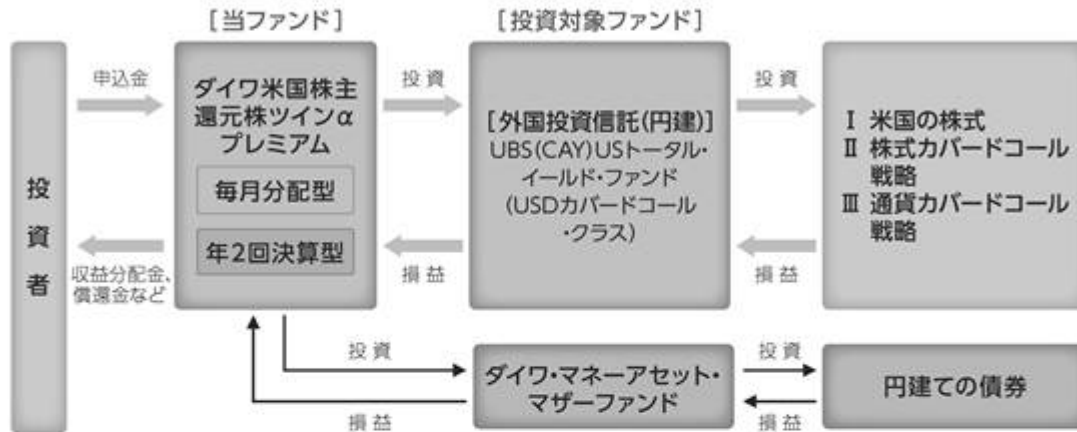 [当ファンド]
[投資対象ファンド]
投資者
申込金
収益分配金、
償還金など
ダイワ米国株主
還元株ツインα
プレミアム
毎月分配型
年2回決算型
投資
損益
[外国投資信託(円建)]
UBS(CAY)USトータル・
イールド・ファンド
(USDカバードコール
・クラス)
投資
損益
Ⅰ 米国の株式
Ⅱ 株式カバードコール
戦略
Ⅲ 通貨カバードコール
戦略
投資
損益
ダイワ・マネーアセット・
マザーファンド
投資
損益
円建ての債券